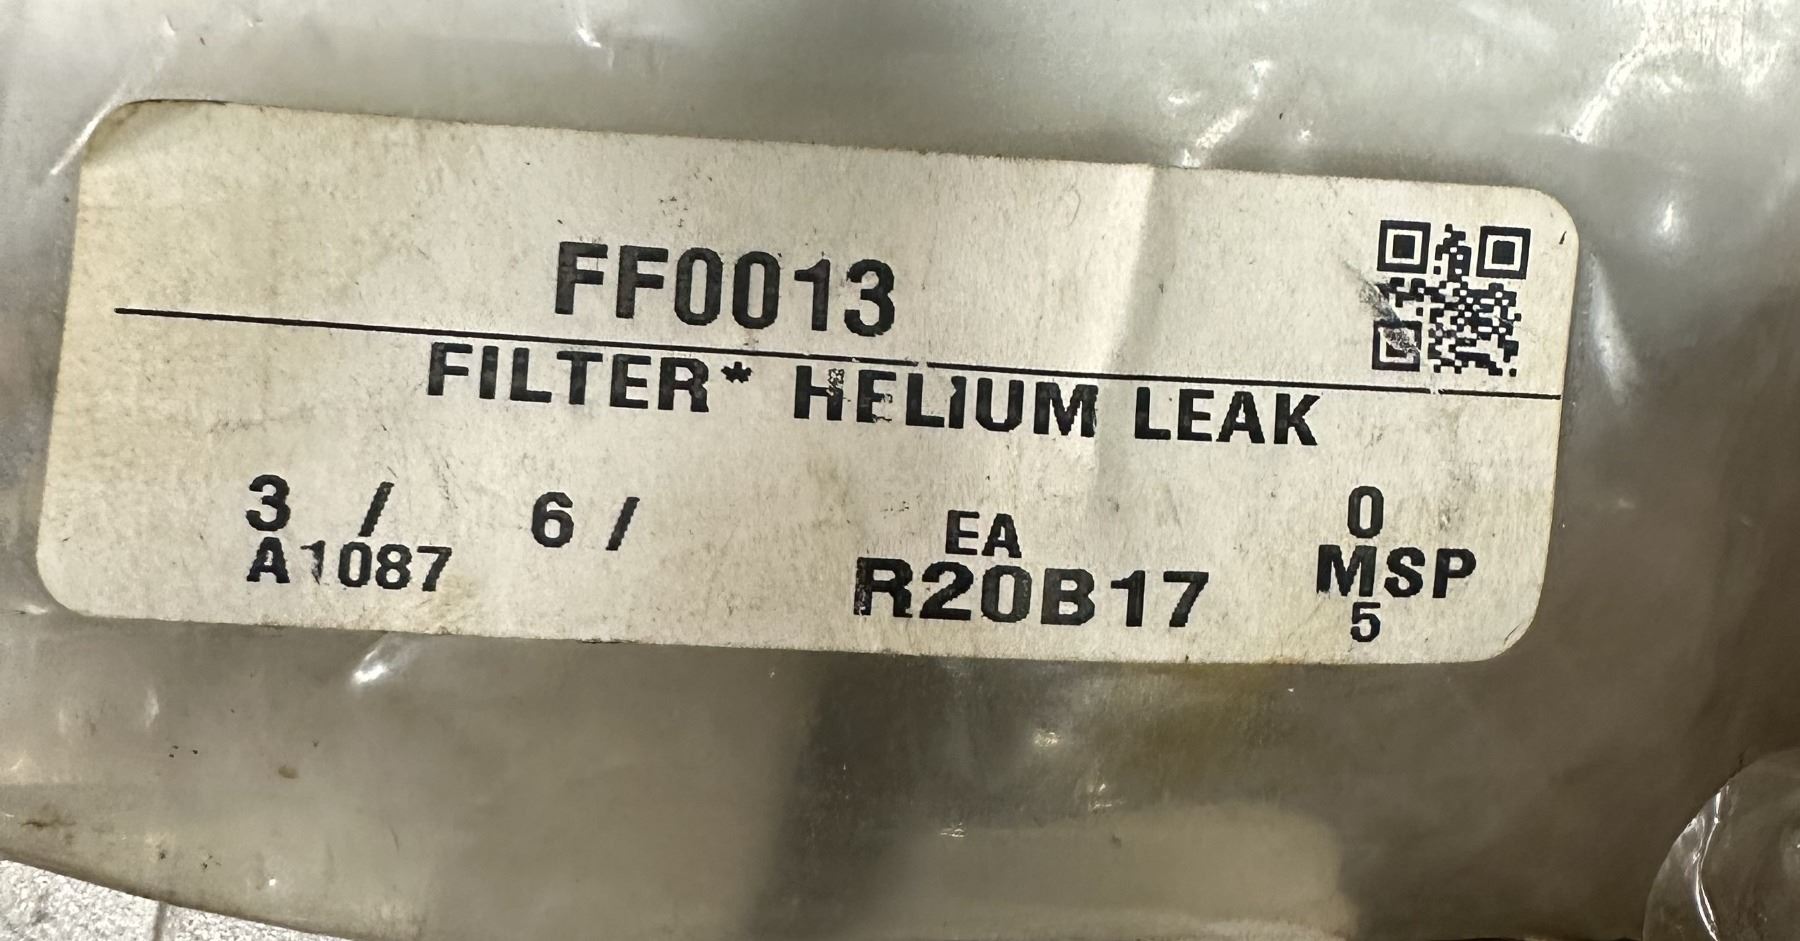 FF0013
FILTER* HELIUM LEAK
3 / 6 / EA 0
A1087 R20B17 MSP
5